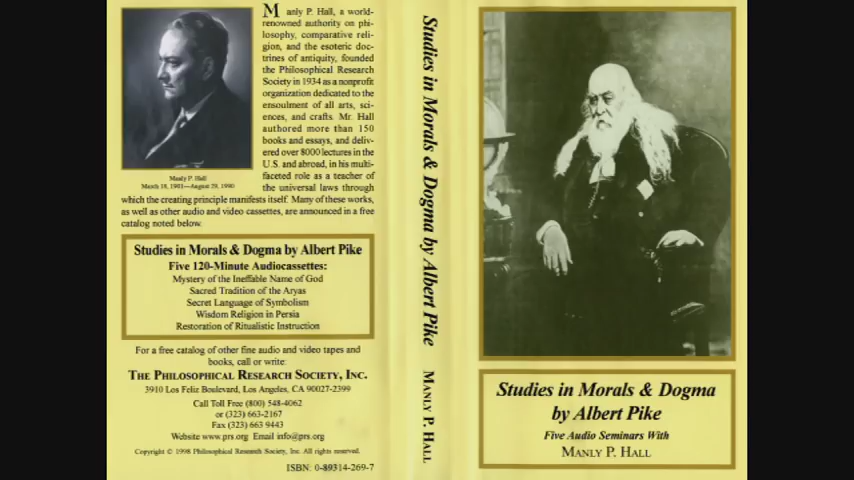 Manly P. Hall, a world-
renowned authority on phi-
losophy, comparative reli-
gion, and the esoteric doc-
trines of antiquity, founded
the Philosophical Research
Society in 1934 as a nonprofit
organization dedicated to the
ensoulment of all arts, sci-
ences, and crafts. Mr. Hall
authored more than 150
books and essays, and deliv-
ered over 8000 lectures in the
U.S. and abroad, in his multi-
faceted role as a teacher of
the universal laws through
which the creating principle manifests itself. Many of these works,
as well as other audio and video cassettes, are announced in a free
catalog noted below.
Manly P. Hall
March 18, 1901—August 29, 1990
Studies in Morals & Dogma by Albert Pike
Five 120-Minute Audiocassettes:
Mystery of the Ineffable Name of God
Sacred Tradition of the Aryas
Secret Language of Symbolism
Wisdom Religion in Persia
Restoration of Ritualistic Instruction
For a free catalog of other fine audio and video tapes and
books, call or write:
THE PHILOSOPHICAL RESEARCH SOCIETY, INC.
3910 Los Feliz Boulevard, Los Angeles, CA 90027-2399
Call Toll Free (800) 548-4062
or (323) 663-2167
Fax (323) 663 9443
Website www.prs.org Email info@prs.org
Copyright © 1998 Philosophical Research Society, Inc. All rights reserved.
ISBN: 0-89314-269-7
Studies in Morals & Dogma by Albert Pike MANLY P. HALL
Studies in Morals & Dogma
by Albert Pike
Five Audio Seminars With
MANLY P. HALL